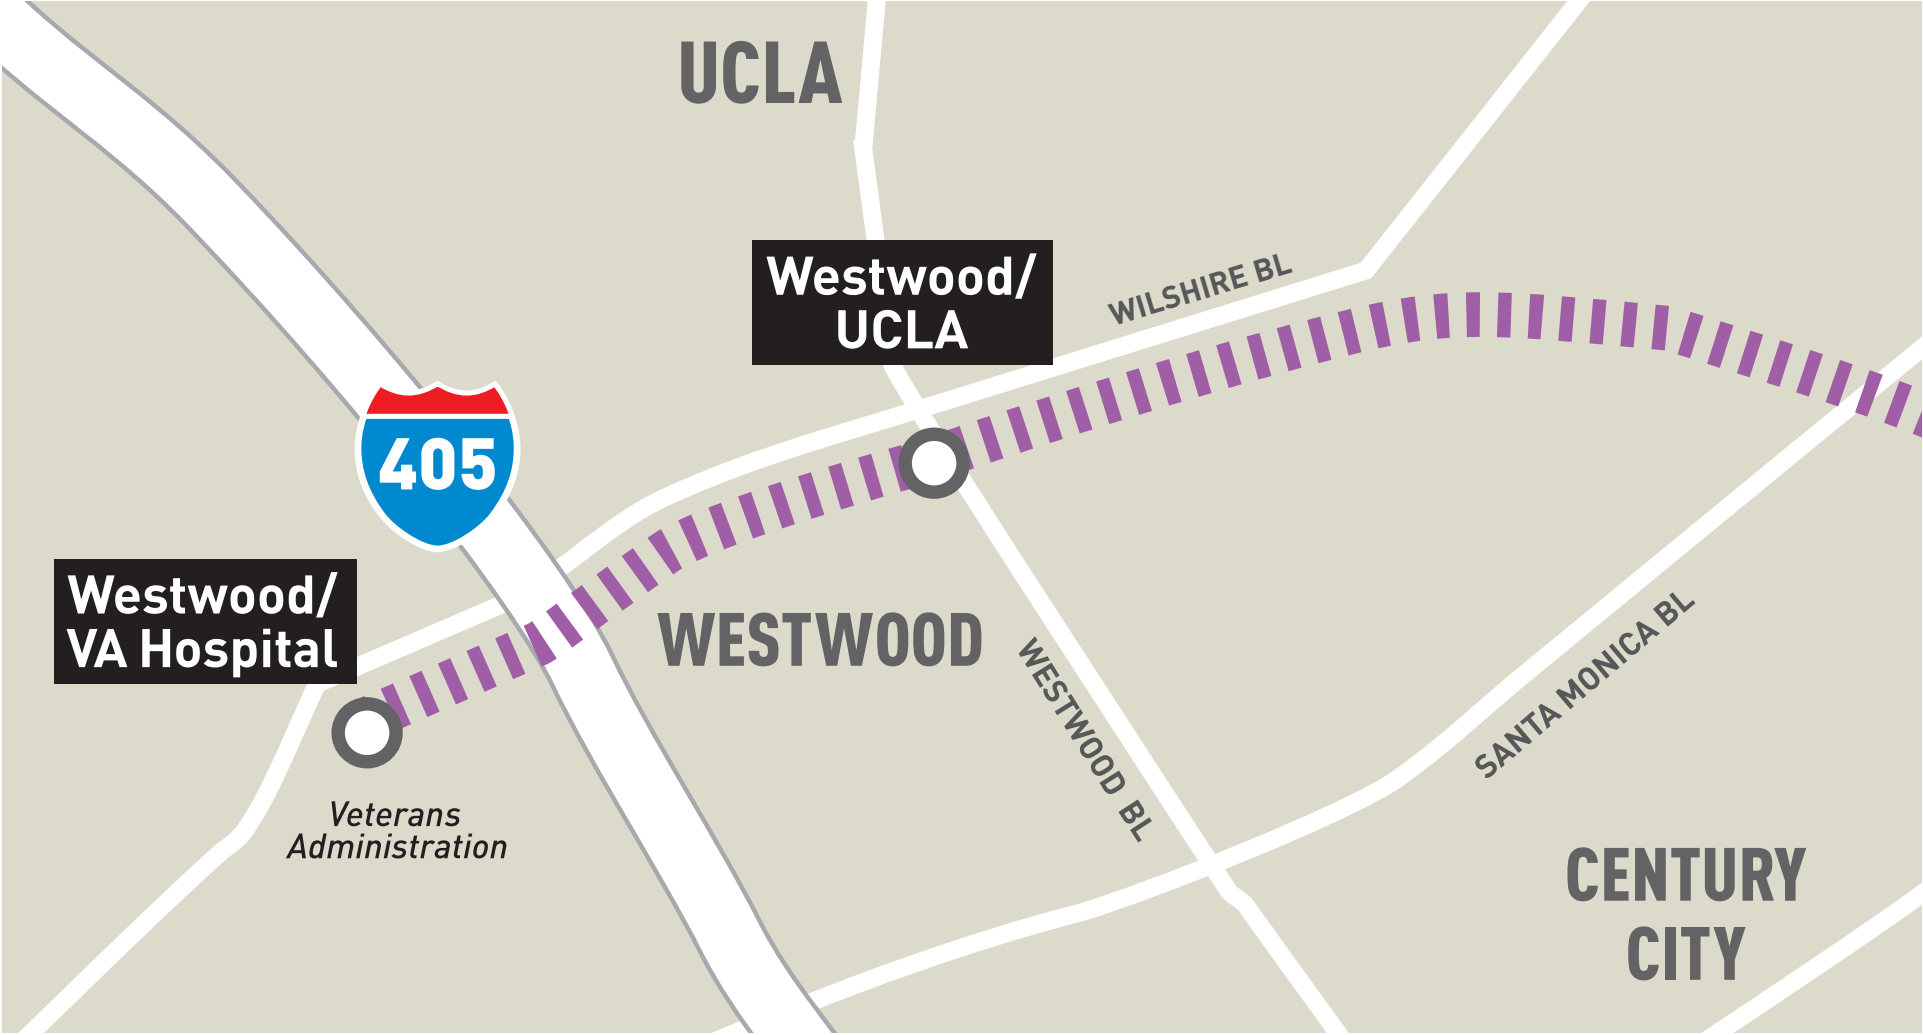 UCLA
Westwood/
UCLA
WILSHIRE BL
405
Westwood/
VA Hospital
WESTWOOD
WESTWOOD BL
SANTA MONICA BL
Veterans
Administration
CENTURY
CITY